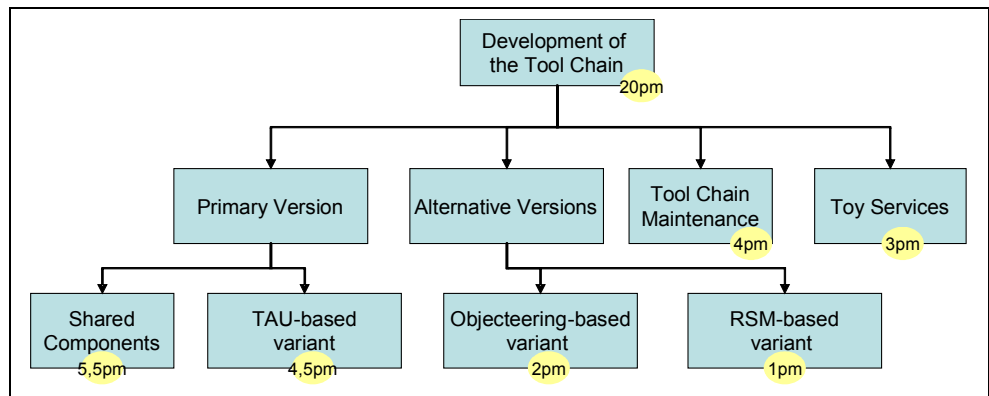 Development of
the Tool Chain
20pm
Primary Version
Alternative Versions
Tool Chain
Maintenance
4pm
Toy Services
3pm
Shared
Components
5,5pm
TAU-based
variant
4,5pm
Objecteering-based
variant
2pm
RSM-based
variant
1pm